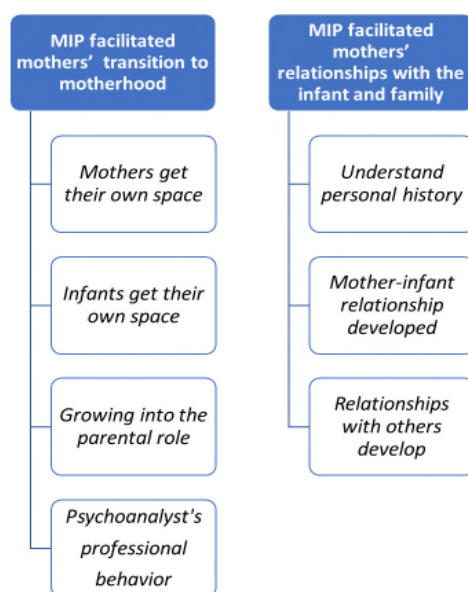 MIP facilitated
mothers’ transition to
motherhood
Mothers get
their own space
Infants get their
own space
Growing into the
parental role
Psychoanalyst's
professional
behavior
MIP facilitated
mothers’
relationships with the
infant and family
Understand
personal history
Mother-infant
relationship
developed
Relationships
with others
develop